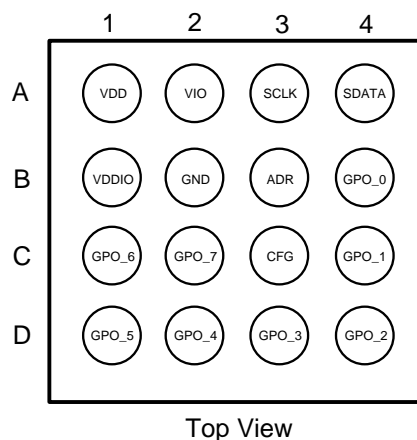 1 2 3 4
A VDD VIO SCLK SDATA
B VDDIO GND ADR GPO_0
C GPO_6 GPO_7 CFG GPO_1
D GPO_5 GPO_4 GPO_3 GPO_2
Top View